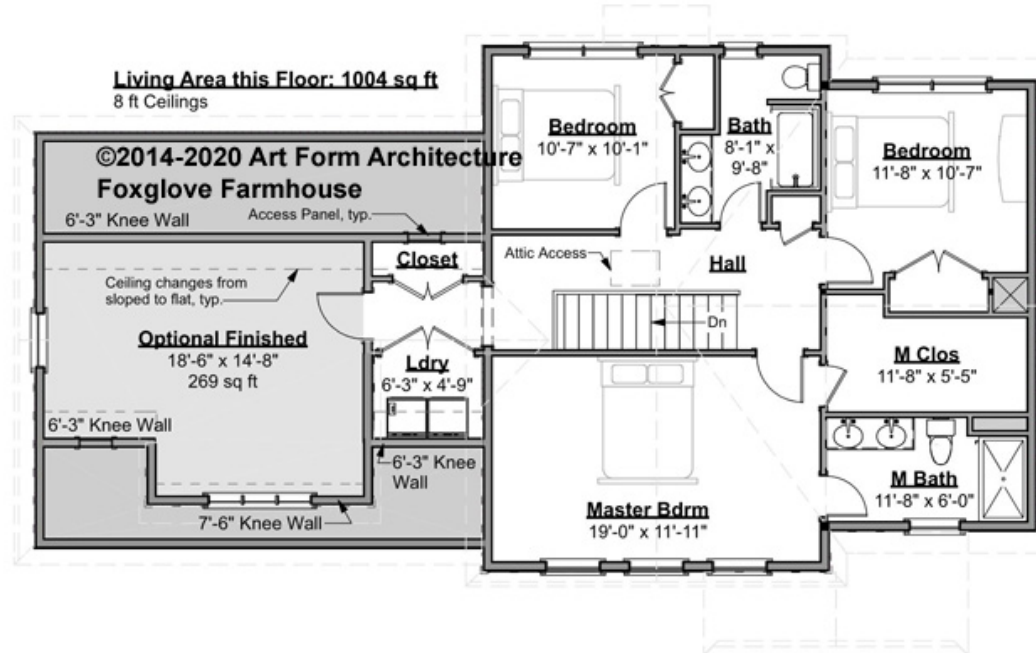 Living Area this Floor: 1004 sq ft
8 ft Ceilings
©2014-2020 Art Form Architecture
Foxglove Farmhouse
6'-3" Knee Wall
Access Panel, typ.
Bedroom
10'-7" x 10'-1"
Bath
8'-1" x
9'-8"
Bedroom
11'-8" x 10'-7"
Closet
Attic Access
Hall
Ceiling changes from
sloped to flat, typ.
Optional Finished
18'-6" x 14'-8"
269 sq ft
Dn
Ldry
6'-3" x 4'-9"
M Clos
11'-8" x 5'-5"
6'-3" Knee Wall
6'-3" Knee
Wall
7'-6" Knee Wall
Master Bdrm
19'-0" x 11'-11"
M Bath
11'-8" x 6'-0"